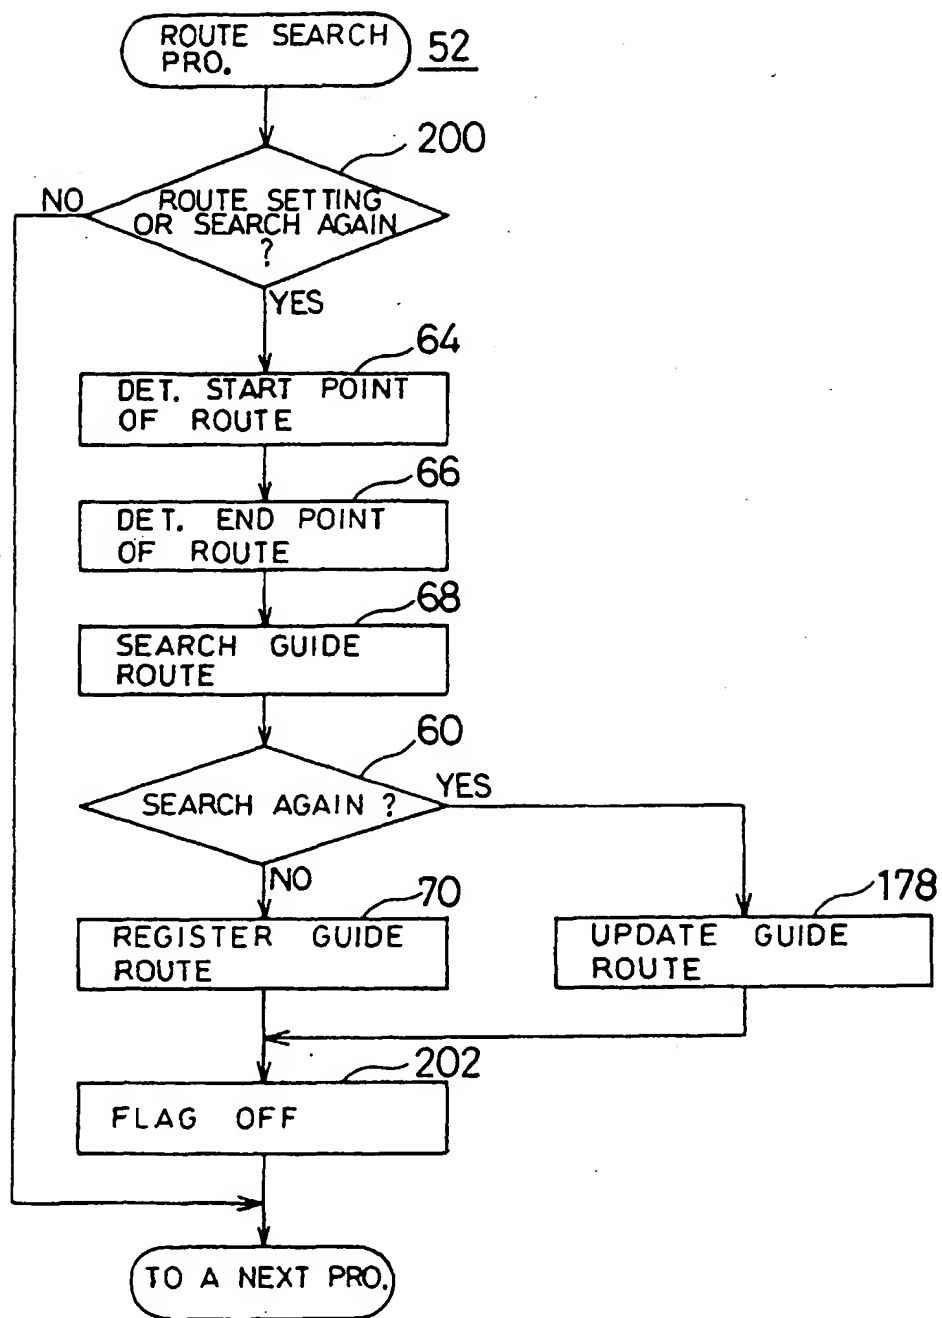 ROUTE SEARCH
PRO.
52
200
NO
ROUTE SETTING
OR SEARCH AGAIN
?
YES
64
DET. START POINT
OF ROUTE
66
DET. END POINT
OF ROUTE
68
SEARCH GUIDE
ROUTE
60
YES
SEARCH AGAIN ?
NO
70
178
REGISTER GUIDE
ROUTE
UPDATE GUIDE
ROUTE
202
FLAG OFF
TO A NEXT PRO.